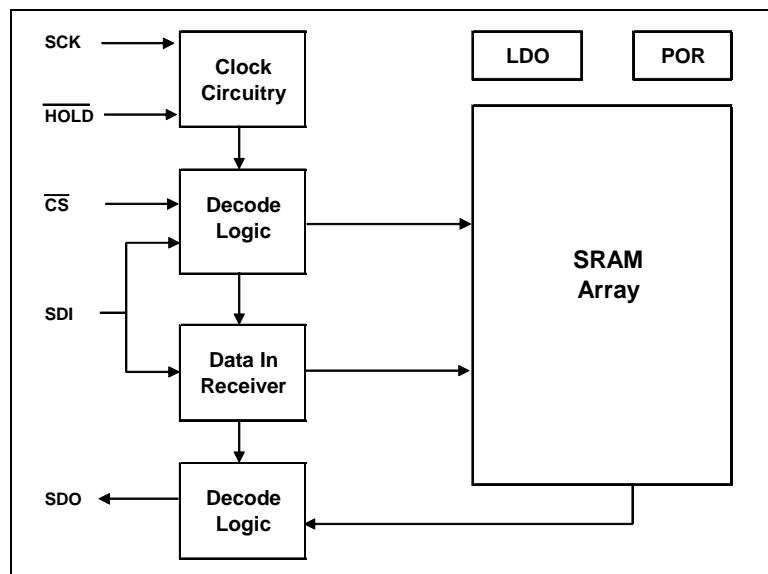 SCK
Clock
Circuitry
LDO
POR
HOLD
CS
Decode
Logic
SRAM
Array
SDI
Data In
Receiver
SDO
Decode
Logic